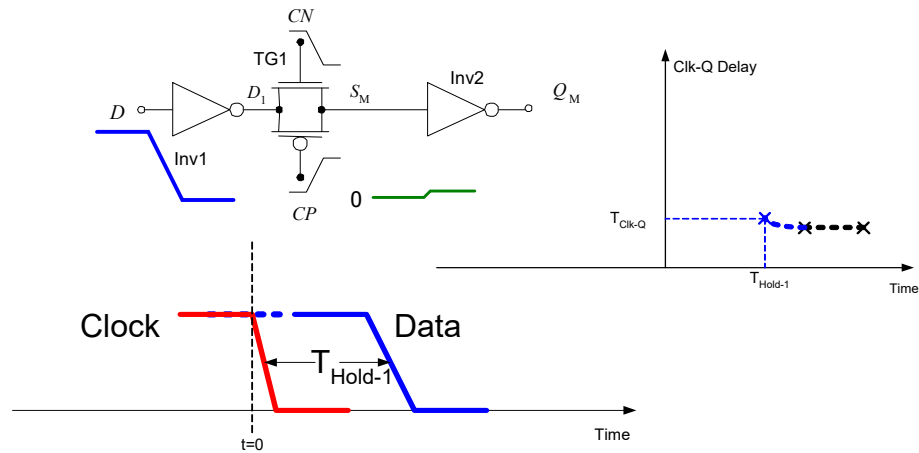 CN
TG1
Clk-Q Delay
D
D1
SM
Inv2
QM
Inv1
0
CP
TClk-Q
THold-1
Time
Clock
Data
THold-1
Time
t=0